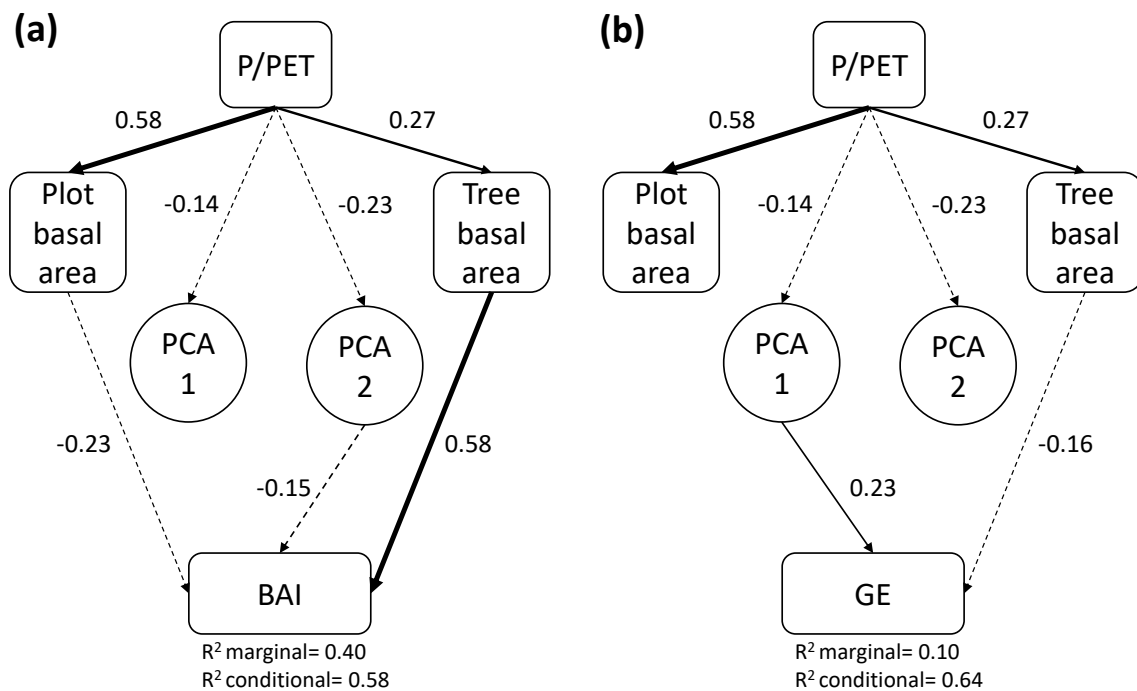 (a)
P/PET
0.58
0.27
Plot
basal
area
-0.14
-0.23
Tree
basal
area
PCA
1
PCA
2
-0.23
-0.15
0.58
BAI
R² marginal= 0.40
R² conditional= 0.58
(b)
P/PET
0.58
0.27
Plot
basal
area
-0.14
-0.23
Tree
basal
area
PCA
1
PCA
2
0.23
-0.16
GE
R² marginal= 0.10
R² conditional= 0.64